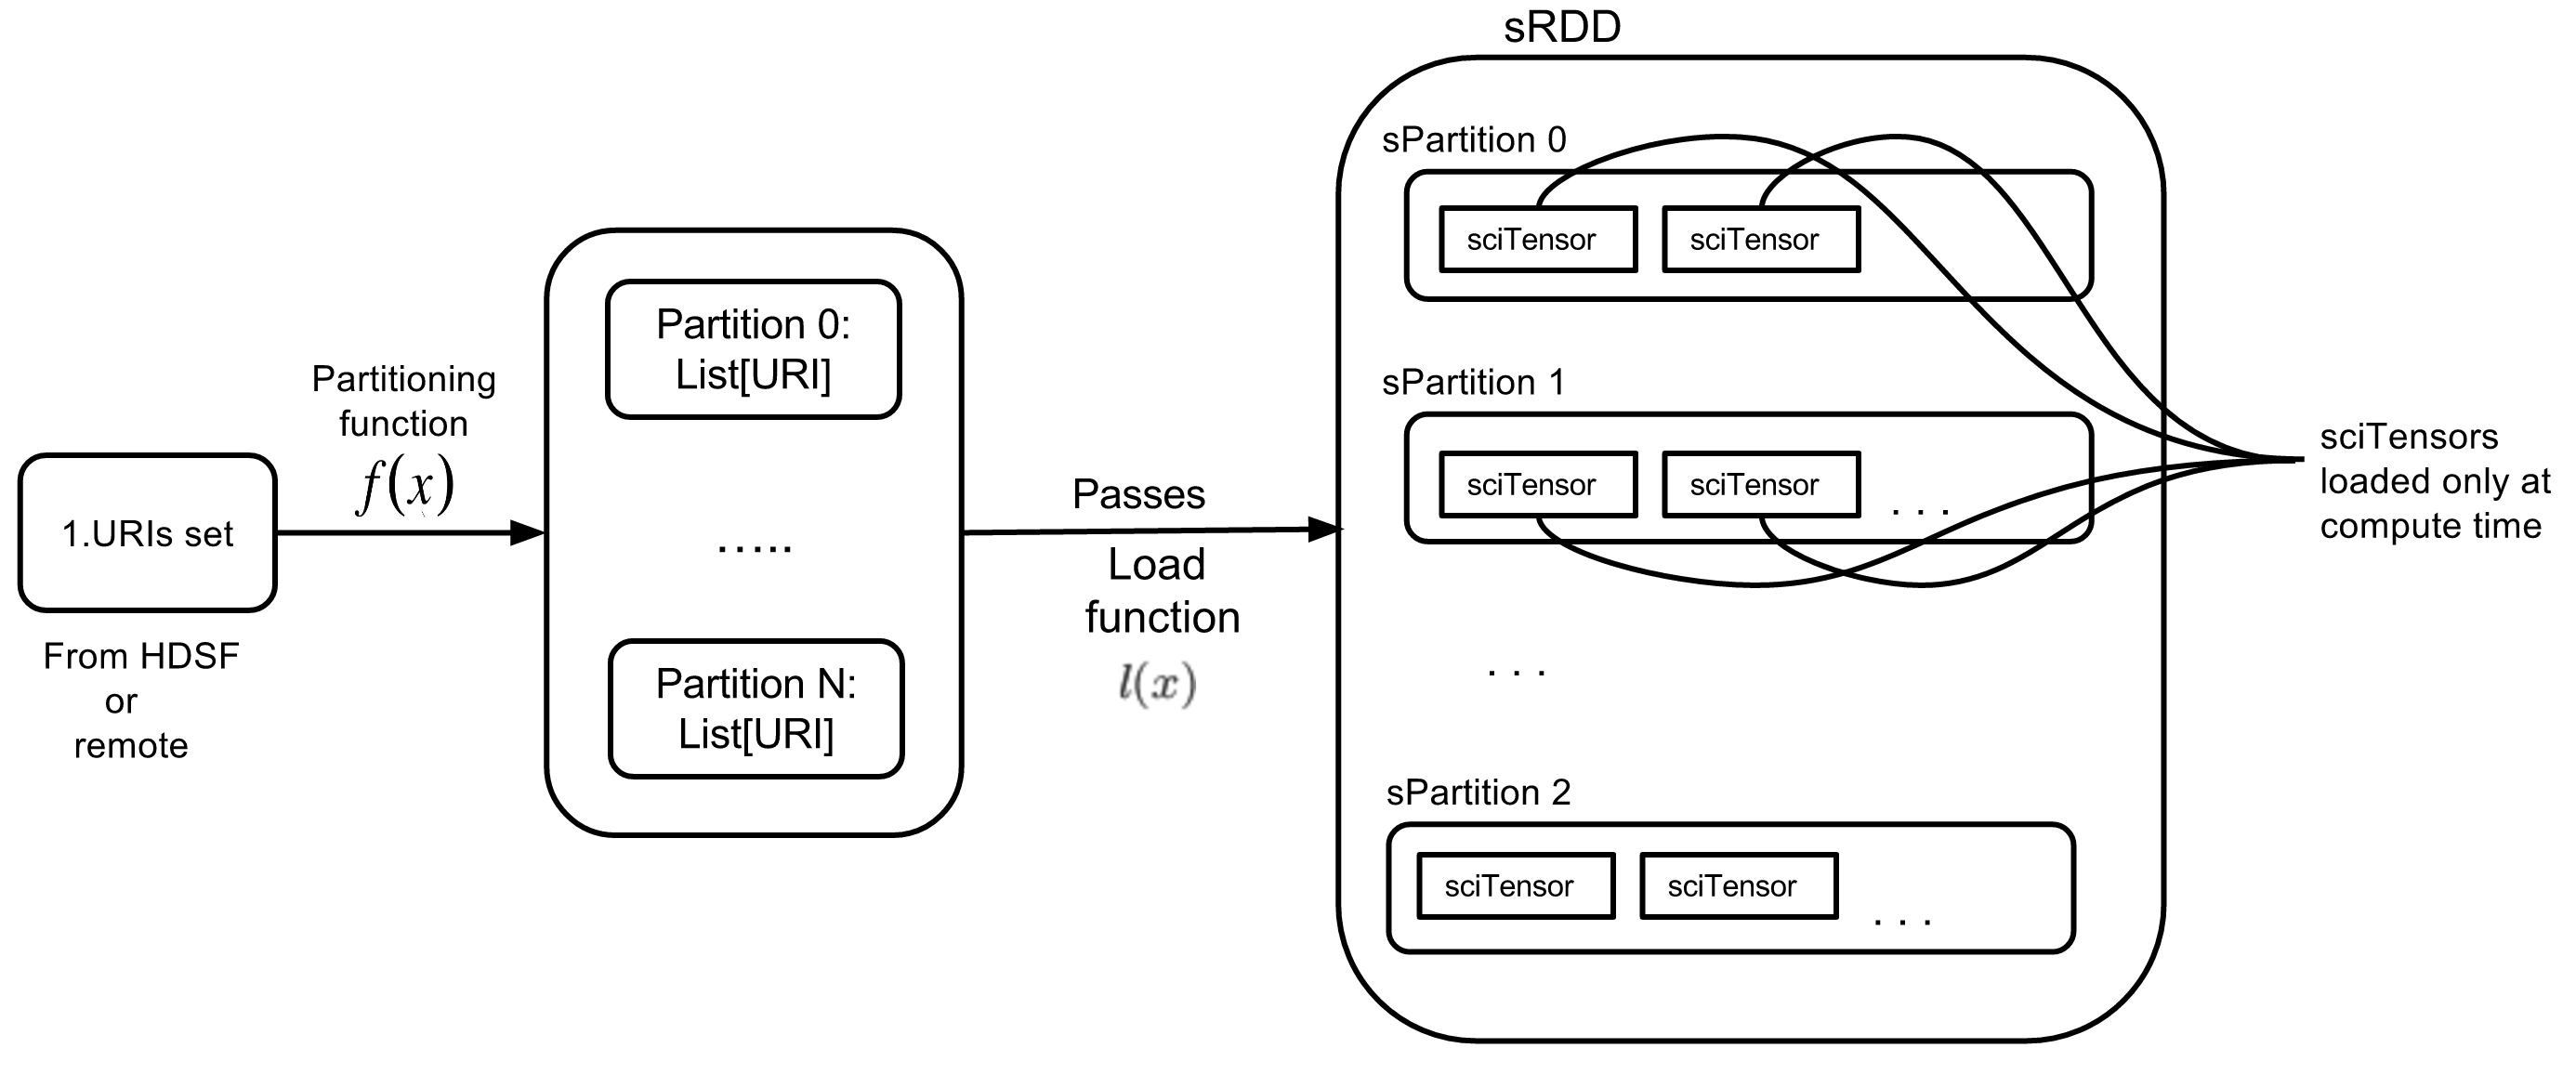 1.URIs set
From HDSF
or
remote
Partitioning
function
f(x)
Partition 0:
List[URI]
.....
Partition N:
List[URI]
Passes
Load
function
l(x)
sRDD
sPartition 0
sciTensor sciTensor
sPartition 1
sciTensor sciTensor . . .
. . .
sPartition 2
sciTensor sciTensor . . .
sciTensors
loaded only at
compute time